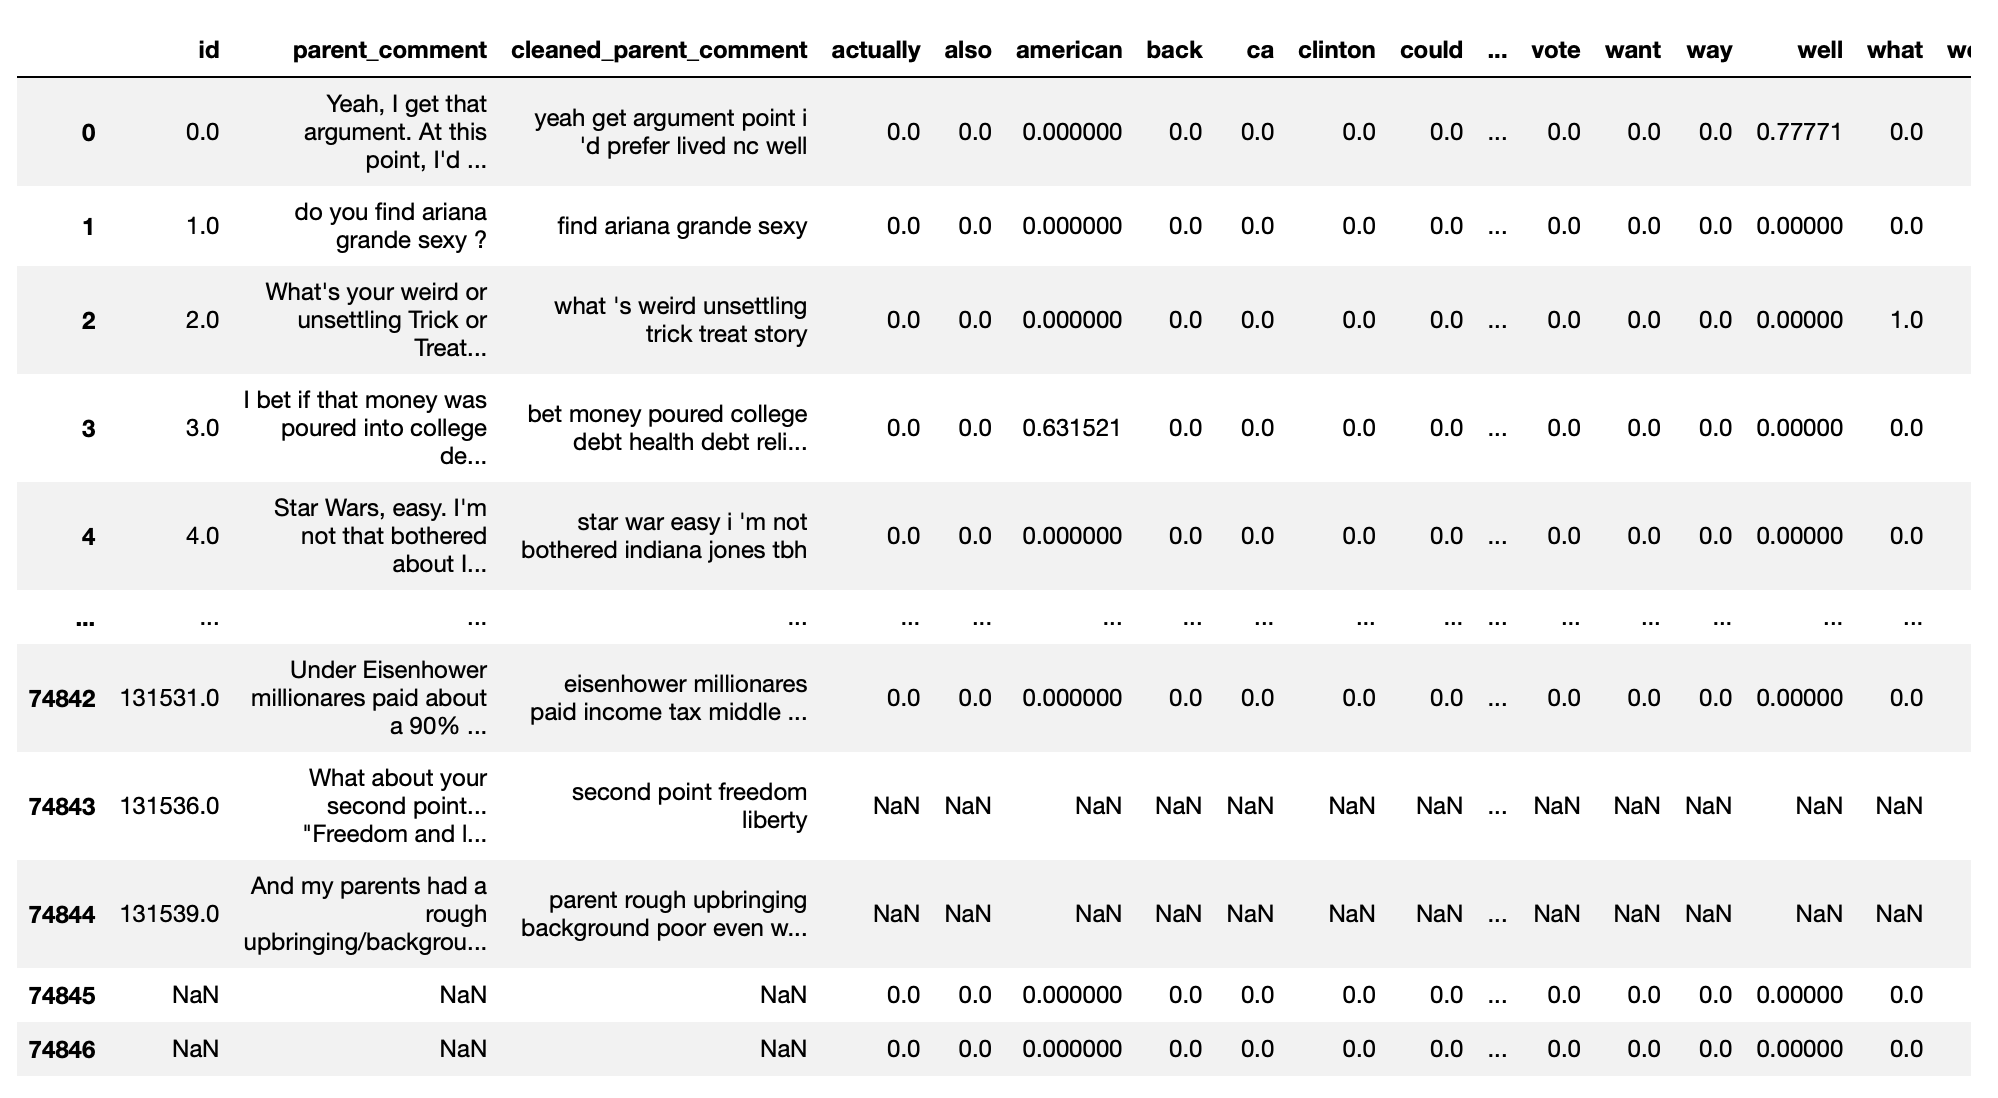 id parent_comment cleaned_parent_comment actually also american back ca clinton could ... vote want way well what
0 0.0 Yeah, I get that argument. At this point, I'd ... yeah get argument point i 'd prefer lived nc well 0.0 0.0 0.000000 0.0 0.0 0.0 0.0 ... 0.0 0.0 0.0 0.77771 0.0
1 1.0 do you find ariana grande sexy ? find ariana grande sexy 0.0 0.0 0.000000 0.0 0.0 0.0 0.0 ... 0.0 0.0 0.0 0.00000 0.0
2 2.0 What's your weird or unsettling Trick or Treat... what 's weird unsettling trick treat story 0.0 0.0 0.000000 0.0 0.0 0.0 0.0 ... 0.0 0.0 0.0 0.00000 1.0
3 3.0 I bet if that money was poured into college de... bet money poured college debt health debt reli... 0.0 0.0 0.631521 0.0 0.0 0.0 0.0 ... 0.0 0.0 0.0 0.00000 0.0
4 4.0 Star Wars, easy. I'm not that bothered about I... star war easy i 'm not bothered indiana jones tbh 0.0 0.0 0.000000 0.0 0.0 0.0 0.0 ... 0.0 0.0 0.0 0.00000 0.0
... ... ... ... ... ... ... ... ... ... ... ... ... ... ... ... ...
74842 131531.0 Under Eisenhower millionares paid about a 90% ... eisenhower millionares paid income tax middle ... 0.0 0.0 0.000000 0.0 0.0 0.0 0.0 ... 0.0 0.0 0.0 0.00000 0.0
74843 131536.0 What about your second point... "Freedom and l... second point freedom liberty NaN NaN NaN NaN NaN NaN NaN ... NaN NaN NaN NaN NaN
74844 131539.0 And my parents had a rough upbringing/backgrou... parent rough upbringing background poor even w... NaN NaN NaN NaN NaN NaN NaN ... NaN NaN NaN NaN NaN
74845 NaN NaN NaN 0.0 0.0 0.000000 0.0 0.0 0.0 0.0 ... 0.0 0.0 0.0 0.00000 0.0
74846 NaN NaN NaN 0.0 0.0 0.000000 0.0 0.0 0.0 0.0 ... 0.0 0.0 0.0 0.00000 0.0